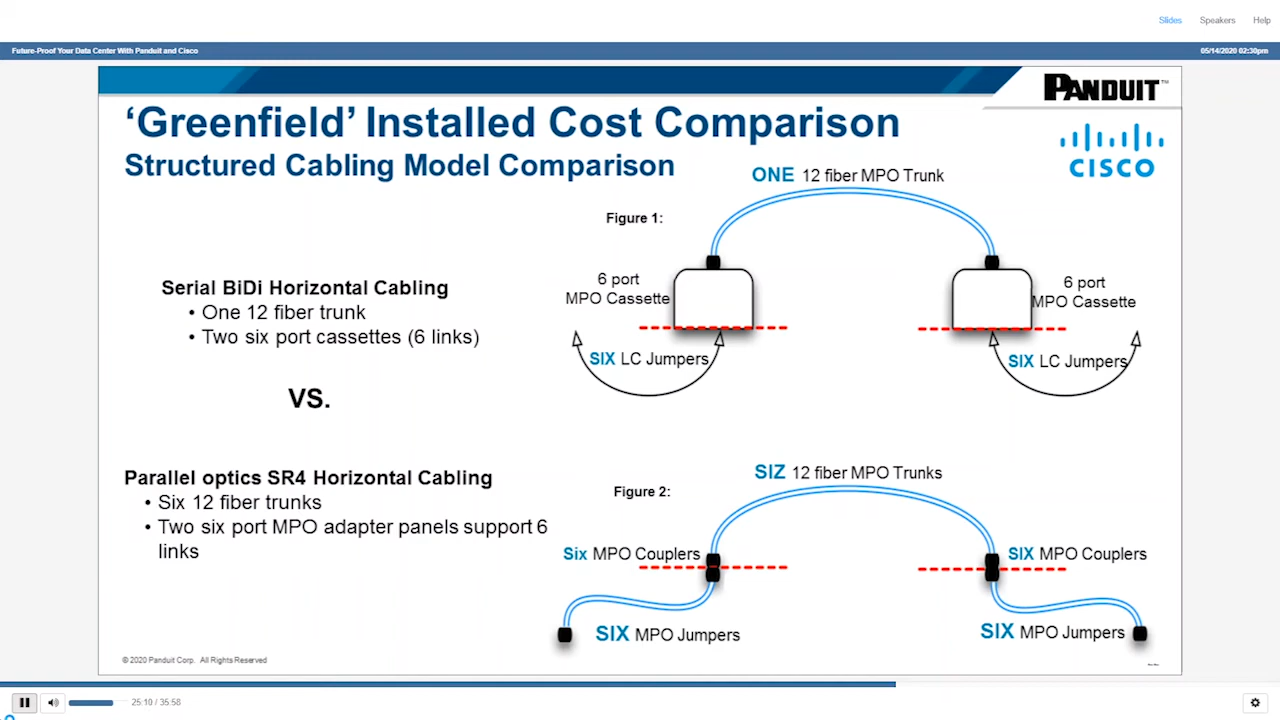 Slides Speakers Help
Future-Proof Your Data Center With Panduit and Cisco
05/14/2020 02:30pm
PANDUIT™
CISCO
‘Greenfield’ Installed Cost Comparison
Structured Cabling Model Comparison
ONE 12 fiber MPO Trunk
Figure 1:
6 port
MPO Cassette
6 port
MPO Cassette
SIX LC Jumpers
SIX LC Jumpers
Serial BiDi Horizontal Cabling
• One 12 fiber trunk
• Two six port cassettes (6 links)
VS.
Parallel optics SR4 Horizontal Cabling
• Six 12 fiber trunks
• Two six port MPO adapter panels support 6
links
SIZ 12 fiber MPO Trunks
Figure 2:
Six MPO Couplers
SIX MPO Couplers
SIX MPO Jumpers
SIX MPO Jumpers
© 2020 Panduit Corp. All Rights Reserved
25:10 / 35:58